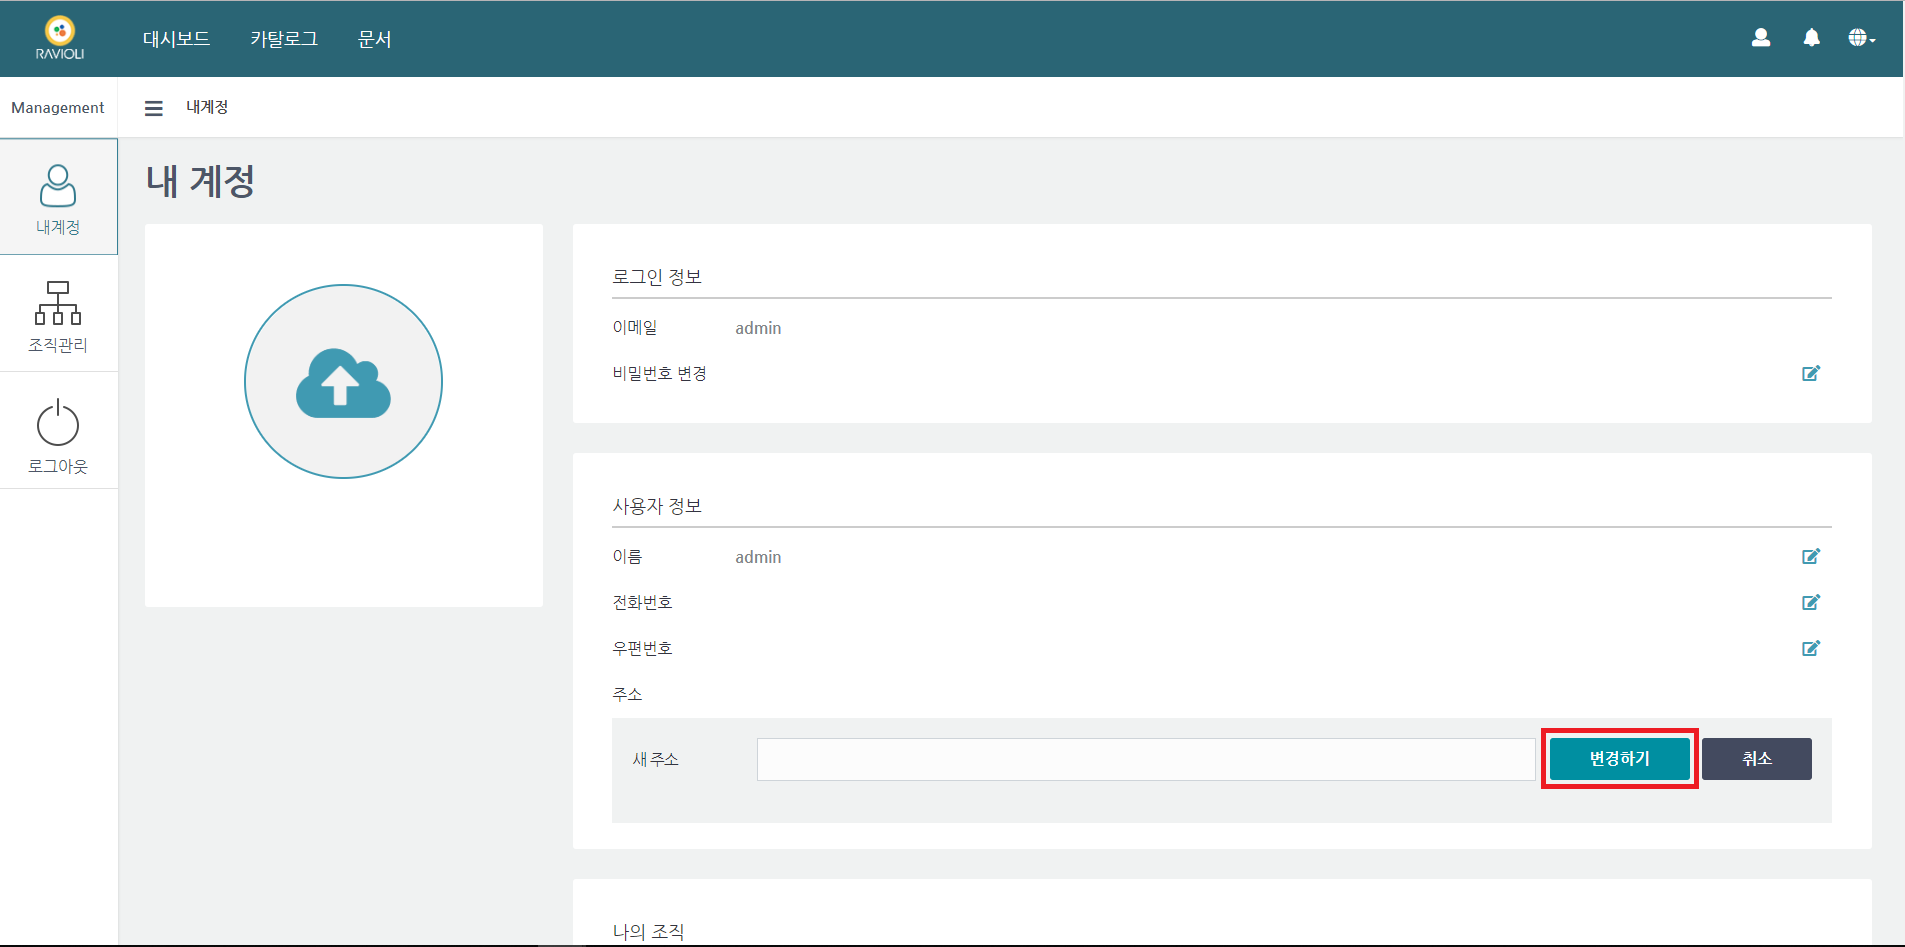 RAVIOLI
대시보드 카탈로그 문서
Management
내계정
내계정
조직관리
로그아웃
내 계정
로그인 정보
이메일 admin
비밀번호 변경
사용자 정보
이름 admin
전화번호
우편번호
주소
새 주소 변경하기 취소
나의 조직